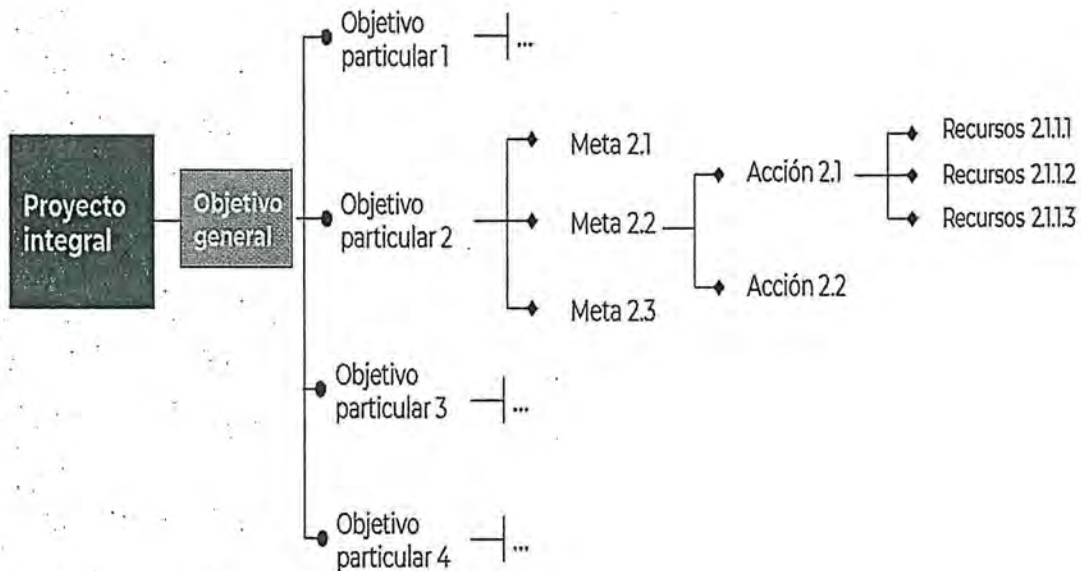 Objetivo
particular 1
...
Proyecto
integral
Objetivo
general
Objetivo
particular 2
Meta 2.1
Meta 2.2
Meta 2.3
Acción 2.1
Acción 2.2
Recursos 2.1.1.1
Recursos 2.1.1.2
Recursos 2.1.1.3
Objetivo
particular 3
...
Objetivo
particular 4
...